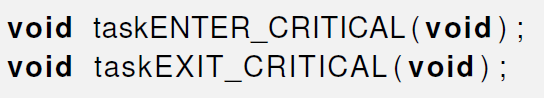 void taskENTER_CRITICAL(void);
void taskEXIT_CRITICAL(void);